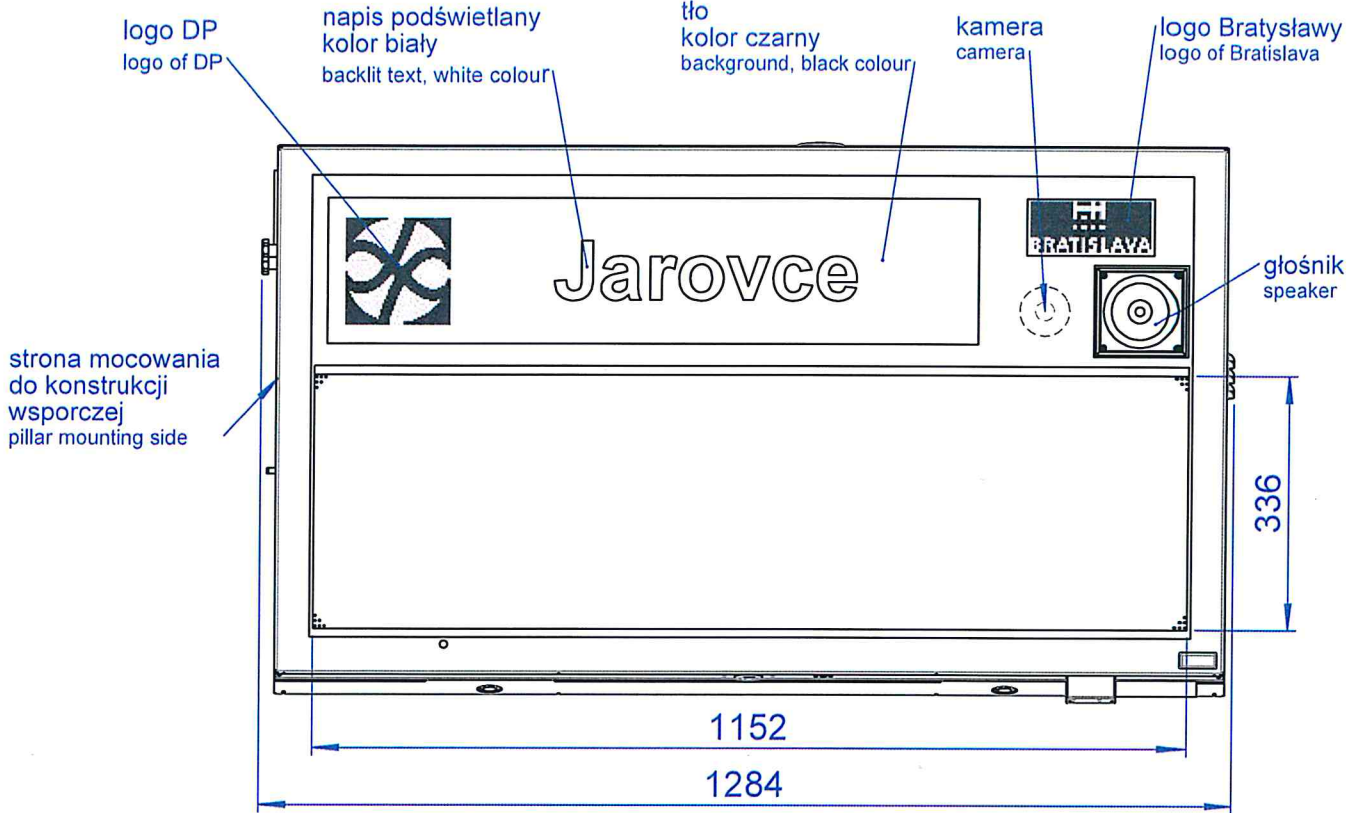 logo DP
logo of DP
napis podświetlany
kolor biały
backlit text, white colour
tło
kolor czarny
background, black colour
kamera
camera
logo Bratysławy
logo of Bratislava
BRATISLAVA
Jarovce
głośnik
speaker
strona mocowania
do konstrukcji
wsporczej
pillar mounting side
336
1152
1284